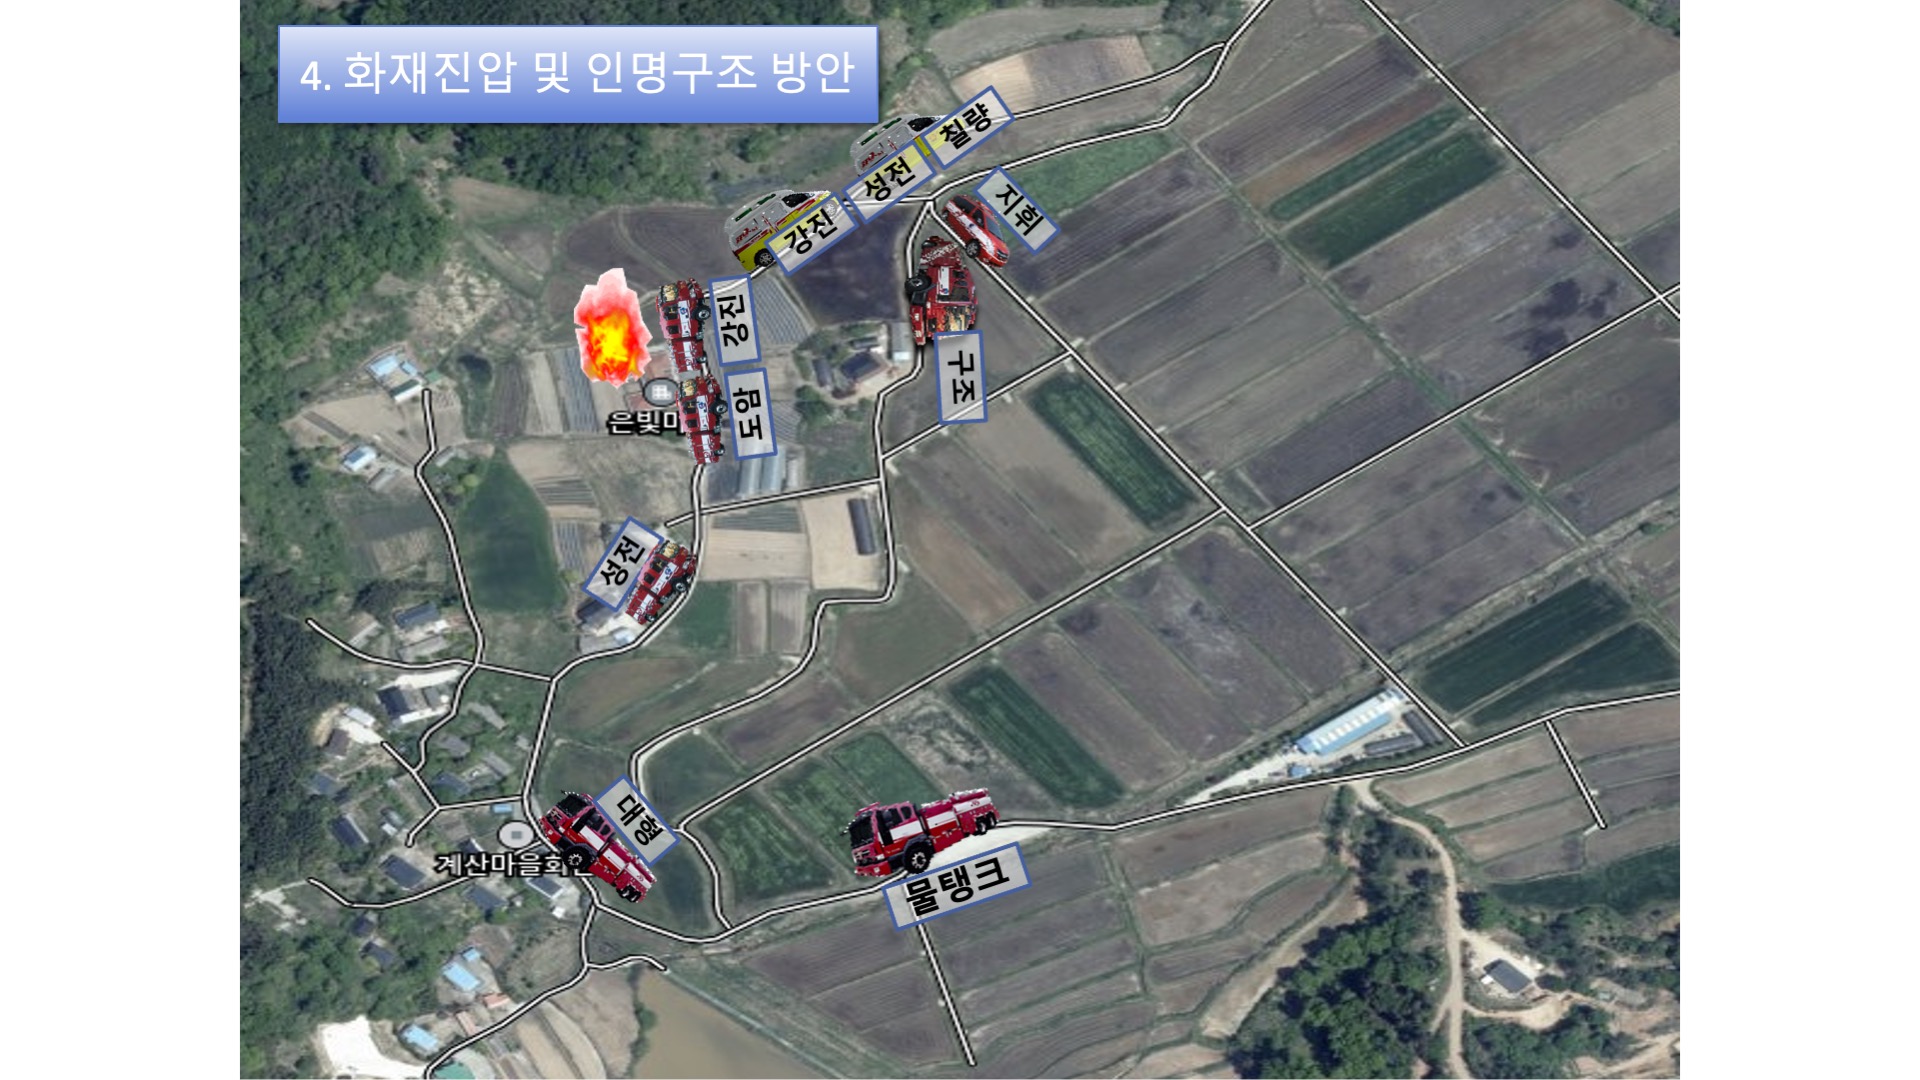 4. 화재진압 및 인명구조 방안
칠량
성전
강진
지휘
강진
구조
도암
은빛마
성전
대형
계산마을회관
물탱크